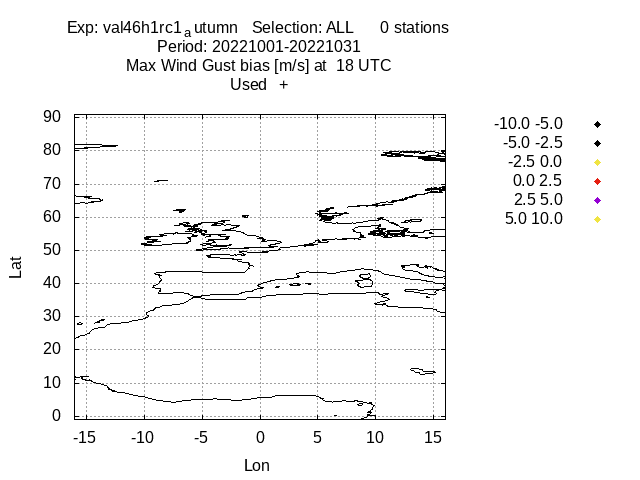 Exp: val46h1rc1autumn   Selection: ALL      0 stations
Period: 20221001-20221031
Max Wind Gust bias [m/s] at  18 UTC
Used   +
-10.0 -5.0
-5.0 -2.5
-2.5 0.0
0.0 2.5
2.5 5.0
5.0 10.0
90
80
70
60
50
40
30
20
10
0
Lat
-15 -10 -5 0 5 10 15
Lon